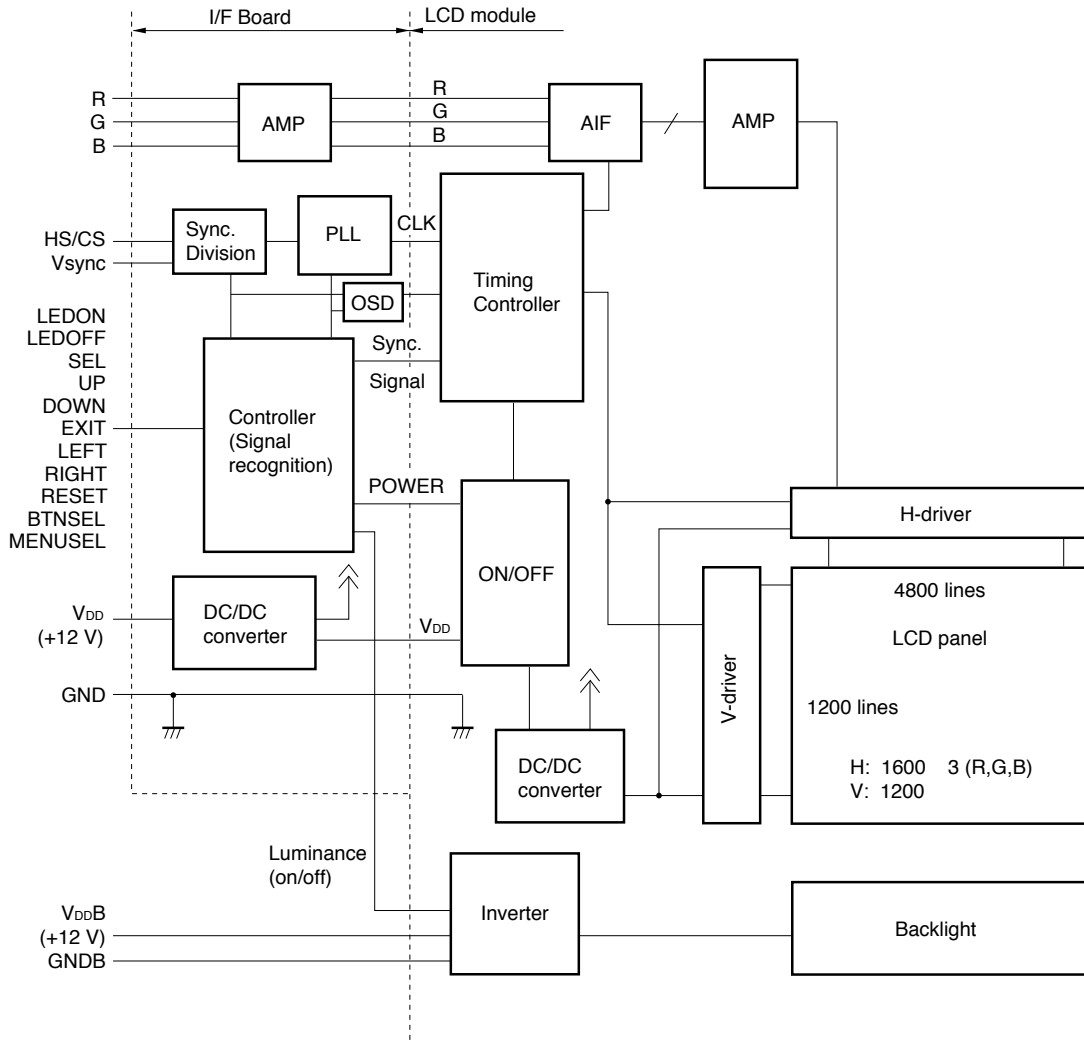 I/F Board
LCD module
R
G
B
AMP
R
G
B
AIF
AMP
HS/CS
Vsync
Sync.
Division
PLL
CLK
OSD
Timing
Controller
LEDON
LEDOFF
SEL
UP
DOWN
EXIT
LEFT
RIGHT
RESET
BTNSEL
MENUSEL
Controller
(Signal
recognition)
Sync.
Signal
POWER
ON/OFF
H-driver
VDD
(+12 V)
DC/DC
converter
VDD
GND
DC/DC
converter
V-driver
4800 lines
LCD panel
1200 lines
H: 1600 3 (R,G,B)
V: 1200
Luminance
(on/off)
VDDB
(+12 V)
GNDB
Inverter
Backlight